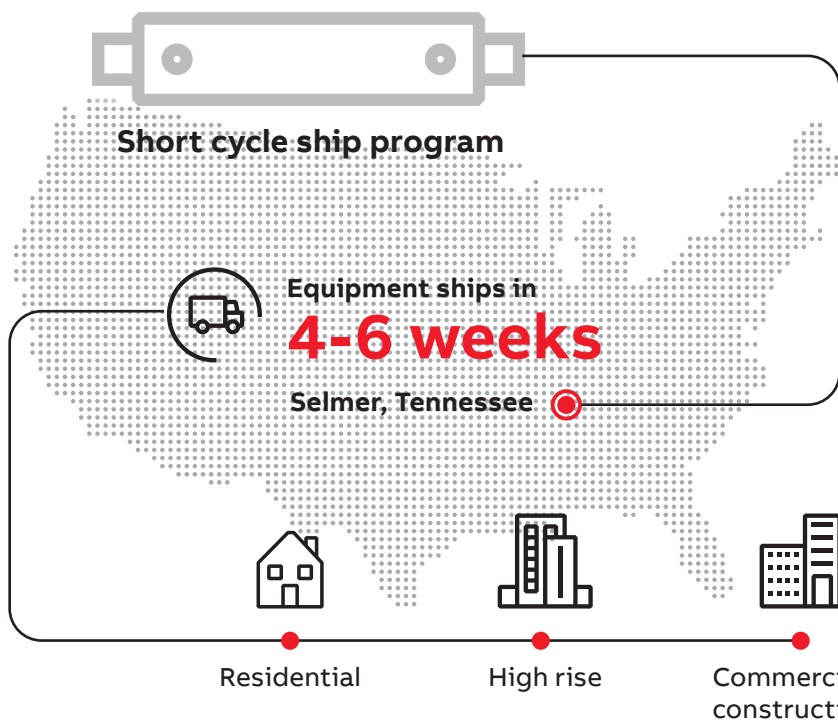 Short cycle ship program
Equipment ships in
4-6 weeks
Selmer, Tennessee
Residential
High rise